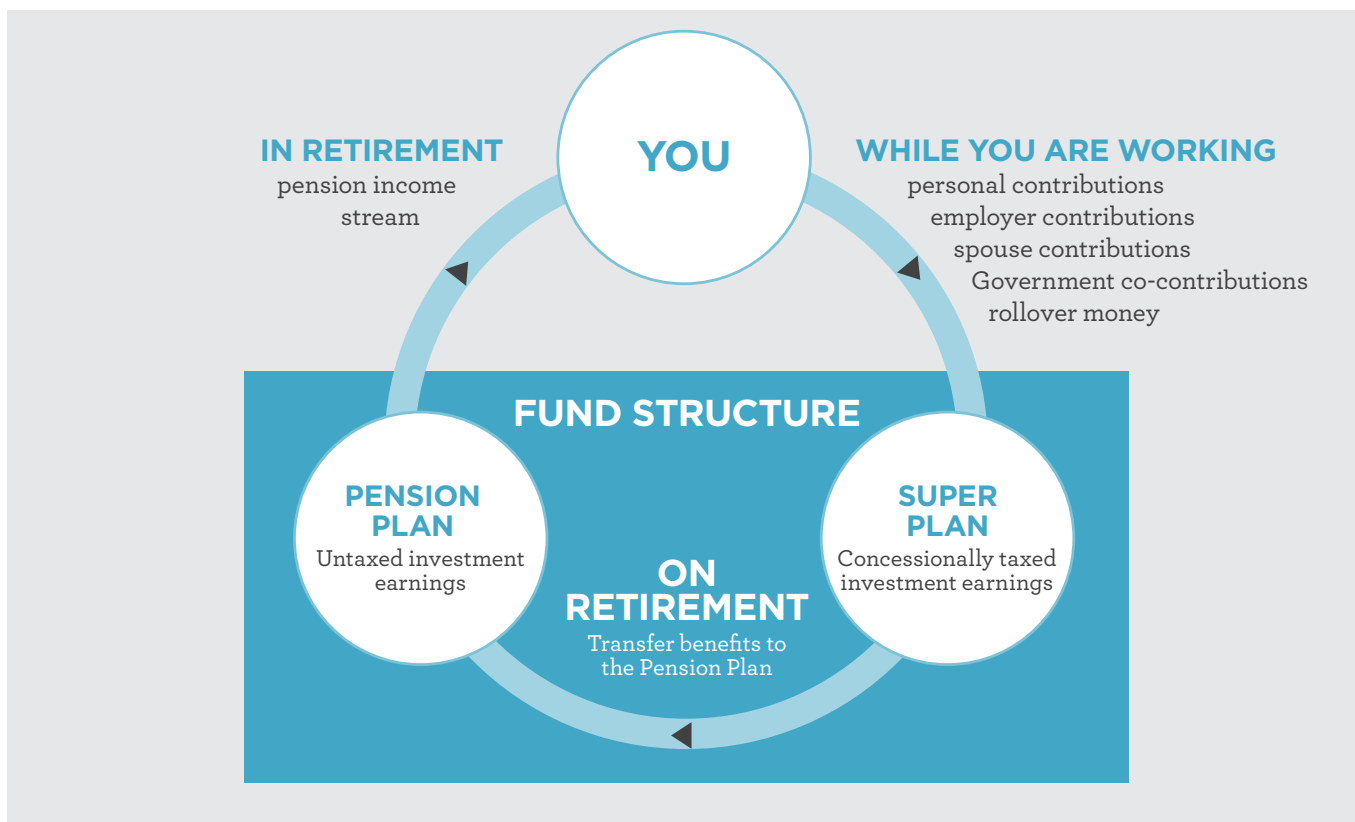 YOU
IN RETIREMENT
pension income
stream
WHILE YOU ARE WORKING
personal contributions
employer contributions
spouse contributions
Government co-contributions
rollover money
FUND STRUCTURE
PENSION
PLAN
Untaxed investment
earnings
ON
RETIREMENT
Transfer benefits to
the Pension Plan
SUPER
PLAN
Concessionally taxed
investment earnings